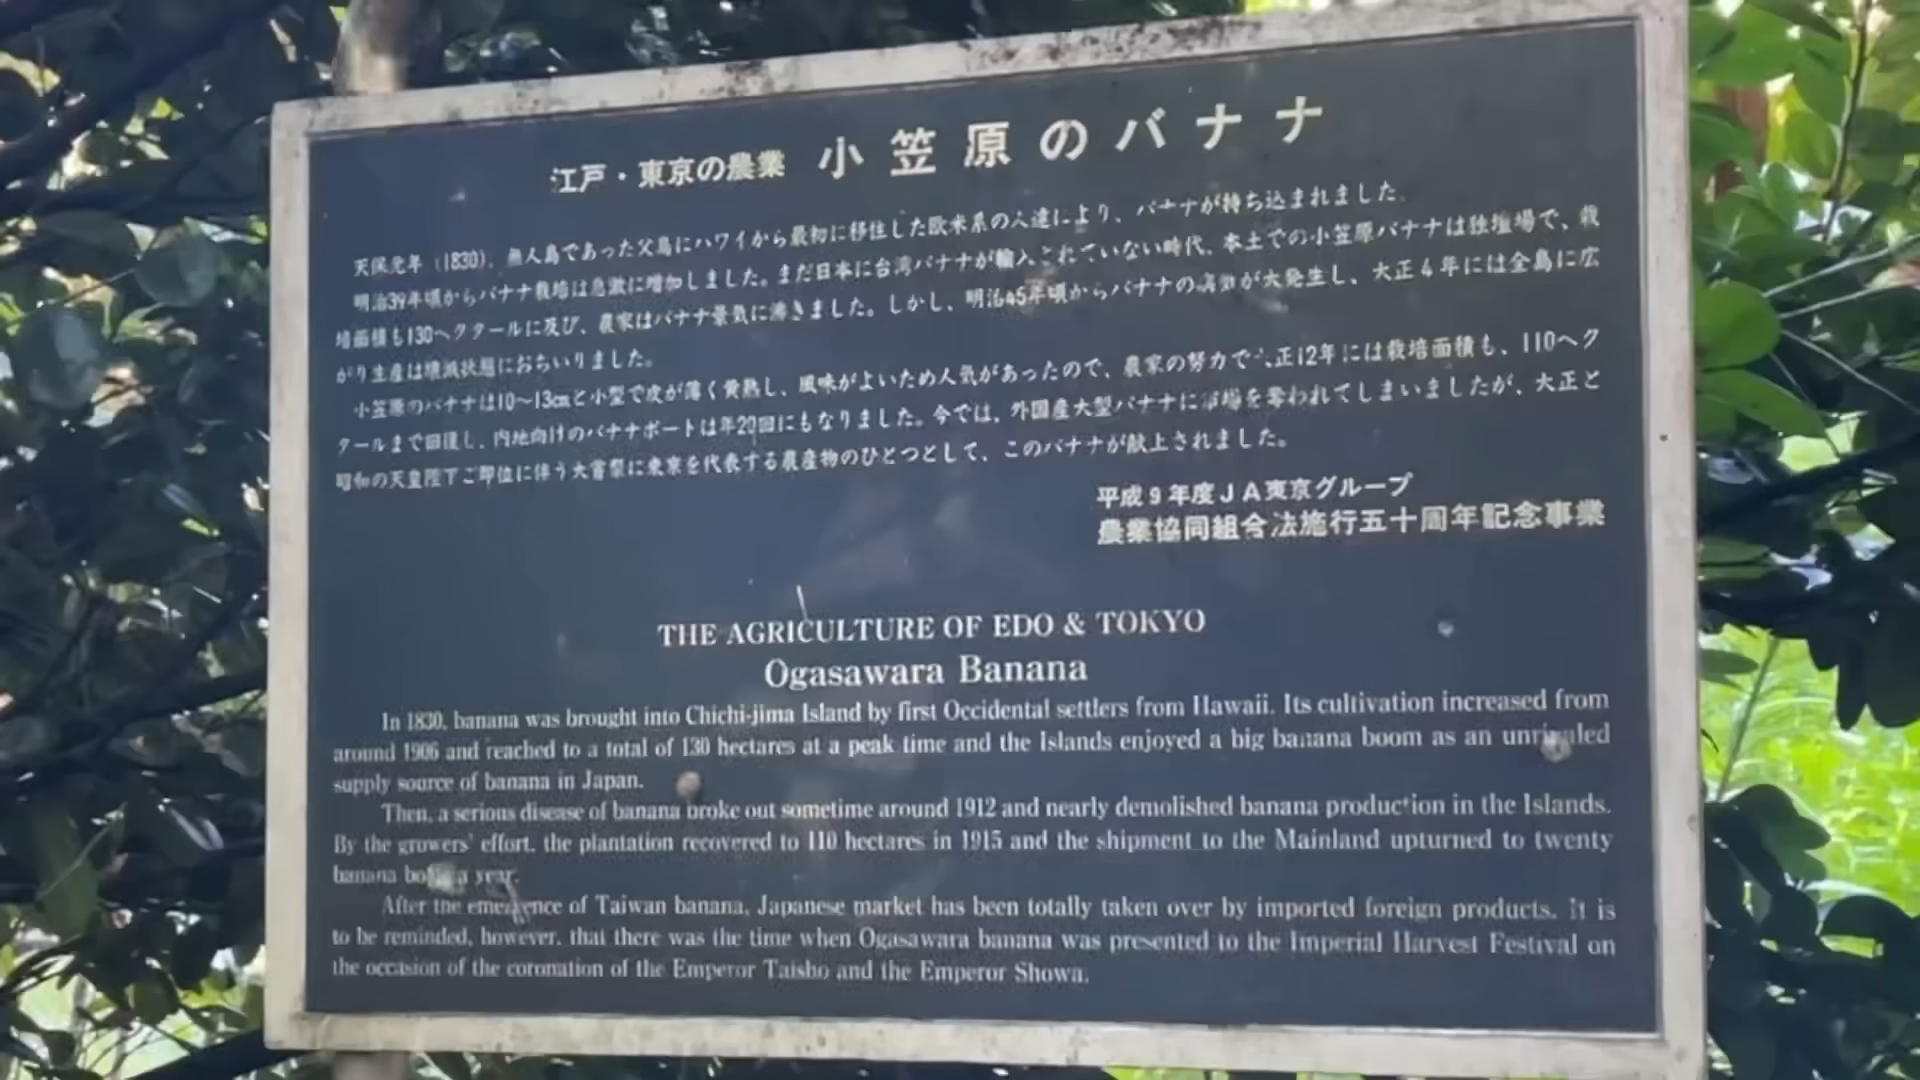 江戸・東京の農業 小笠原のバナナ
天保元年(1830)、無人島であった父島にハワイから最初に移住した欧米系の人達により、バナナが持ち込まれました。
明治39年頃からバナナ栽培は急激に増加しました。まだ日本に台湾バナナが輸入されていない時代、本土での小笠原バナナは独壇場で、栽
培面積も130ヘクタールに及び、農家はバナナ景気に沸きました。しかし、明治45年頃からバナナの病気が大発生し、大正4年には全島に広
がり生産は壊滅状態におちいりました。
小笠原のバナナは10〜13㎝と小型で皮が薄く黄熟し、風味がよいため人気があったので、農家の努力で正12年には栽培面積も、110ヘク
タールまで回復し、内地向けのバナナボートは年20回にもなりました。今では、外国産大型バナナに市場を奪われてしまいましたが、大正と
昭和の天皇陛下ご即位に伴う大嘗祭に東京を代表する農産物のひとつとして、このバナナが献上されました。
平成9年度JA東京グループ
農業協同組合法施行五十周年記念事業
THE AGRICULTURE OF EDO & TOKYO
Ogasawara Banana
In 1830, banana was brought into Chichi-jima Island by first Occidental settlers from Hawaii. Its cultivation increased from
around 1906 and reached to a total of 130 hectares at a peak time and the Islands enjoyed a big banana boom as an unrivaled
supply source of banana in Japan.
Then, a serious disease of banana broke out sometime around 1912 and nearly demolished banana production in the Islands.
By the growers' effort, the plantation recovered to 110 hectares in 1915 and the shipment to the Mainland upturned to twenty
banana a year.
After the emergence of Taiwan banana, Japanese market has been totally taken over by imported foreign products. It is
to be reminded, however, that there was the time when Ogasawara banana was presented to the Imperial Harvest Festival on
the occasion of the coronation of the Emperor Taisho and the Emperor Showa.